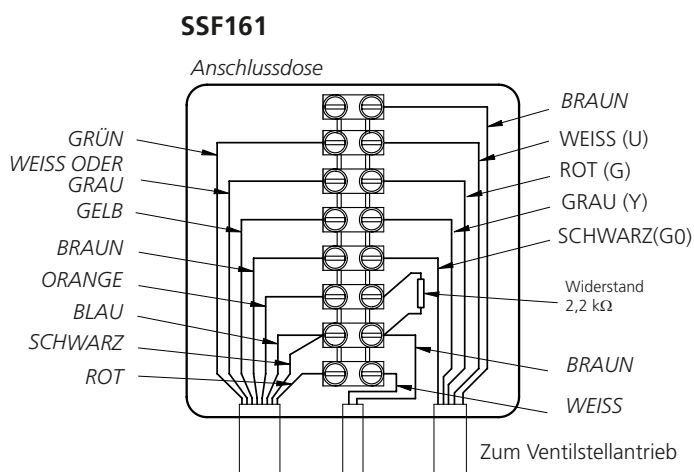 SSF161
Anschlussdose
GRÜN
WEISS ODER
GRAU
GELB
BRAUN
ORANGE
BLAU
SCHWARZ
ROT
BRAUN
WEISS (U)
ROT (G)
GRAU (Y)
SCHWARZ(G0)
Widerstand
2,2 kΩ
BRAUN
WEISS
Zum Ventilstellantrieb